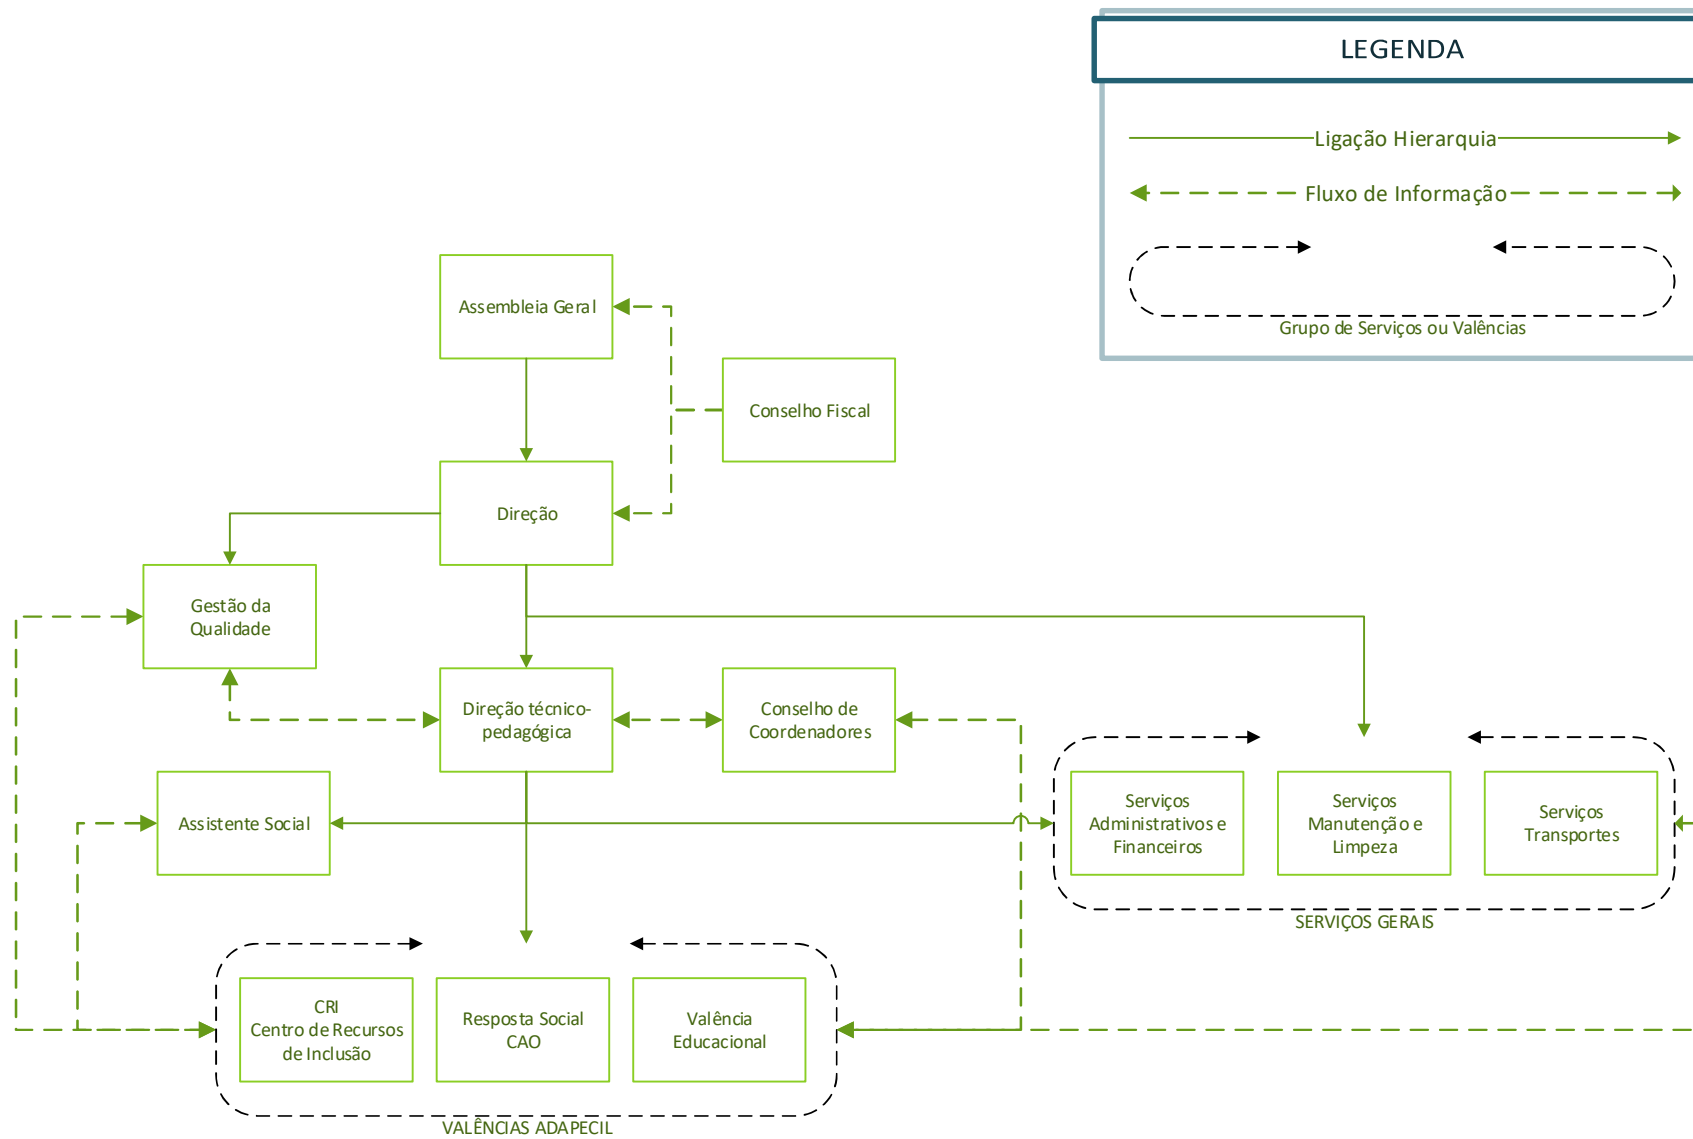 LEGENDA
Ligação Hierarquia
Fluxo de Informação
Grupo de Serviços ou Valências
Assembleia Geral
Conselho Fiscal
Direção
Gestão da
Qualidade
Direção técnico-
pedagógica
Conselho de
Coordenadores
Assistente Social
Serviços
Administrativos e
Financeiros
Serviços
Manutenção e
Limpeza
Serviços
Transportes
SERVIÇOS GERAIS
CRI
Centro de Recursos
de Inclusão
Resposta Social
CAO
Valência
Educacional
VALÊNCIAS ADAPECIL